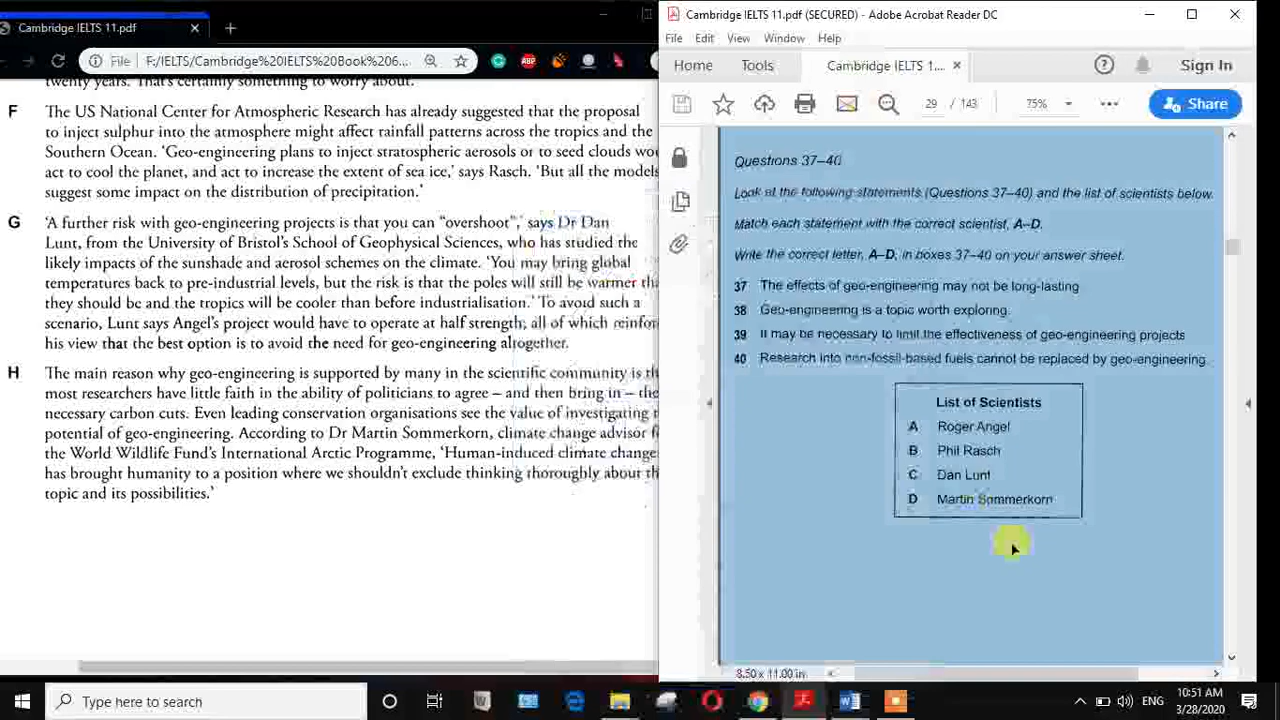 Cambridge IELTS 11.pdf
Cambridge IELTS 11.pdf (SECURED) - Adobe Acrobat Reader DC
File Edit View Window Help
File F:/IELTS/Cambridge%20IELTS%20Book%206...
ABP
Home Tools Cambridge IELTS 1... Sign In
29 / 143 75% Share
twenty years. That's certainly something to worry about.
F The US National Center for Atmospheric Research has already suggested that the proposal
to inject sulphur into the atmosphere might affect rainfall patterns across the tropics and the
Southern Ocean. 'Geo-engineering plans to inject stratospheric aerosols or to seed clouds wou
act to cool the planet, and act to increase the extent of sea ice,' says Rasch. 'But all the models
suggest some impact on the distribution of precipitation.'
G 'A further risk with geo-engineering projects is that you can "overshoot",' says Dr Dan
Lunt, from the University of Bristol's School of Geophysical Sciences, who has studied the
likely impacts of the sunshade and aerosol schemes on the climate. 'You may bring global
temperatures back to pre-industrial levels, but the risk is that the poles will still be warmer tha
they should be and the tropics will be cooler than before industrialisation.' To avoid such a
scenario, Lunt says Angel's project would have to operate at half strength; all of which reinfor
his view that the best option is to avoid the need for geo-engineering altogether.
H The main reason why geo-engineering is supported by many in the scientific community is th
most researchers have little faith in the ability of politicians to agree – and then bring in – the
necessary carbon cuts. Even leading conservation organisations see the value of investigating t
potential of geo-engineering. According to Dr Martin Sommerkorn, climate change advisor f
the World Wildlife Fund's International Arctic Programme, 'Human-induced climate change
has brought humanity to a position where we shouldn't exclude thinking thoroughly about th
topic and its possibilities.'
Questions 37–40
Look at the following statements (Questions 37–40) and the list of scientists below.
Match each statement with the correct scientist, A–D.
Write the correct letter, A–D, in boxes 37–40 on your answer sheet.
37 The effects of geo-engineering may not be long-lasting
38 Geo-engineering is a topic worth exploring.
39 It may be necessary to limit the effectiveness of geo-engineering projects
40 Research into non-fossil-based fuels cannot be replaced by geo-engineering.
List of Scientists
A Roger Angel
B Phil Rasch
C Dan Lunt
D Martin Sommerkorn
8.50 x 11.00 in
Type here to search
ENG
10:51 AM
3/28/2020